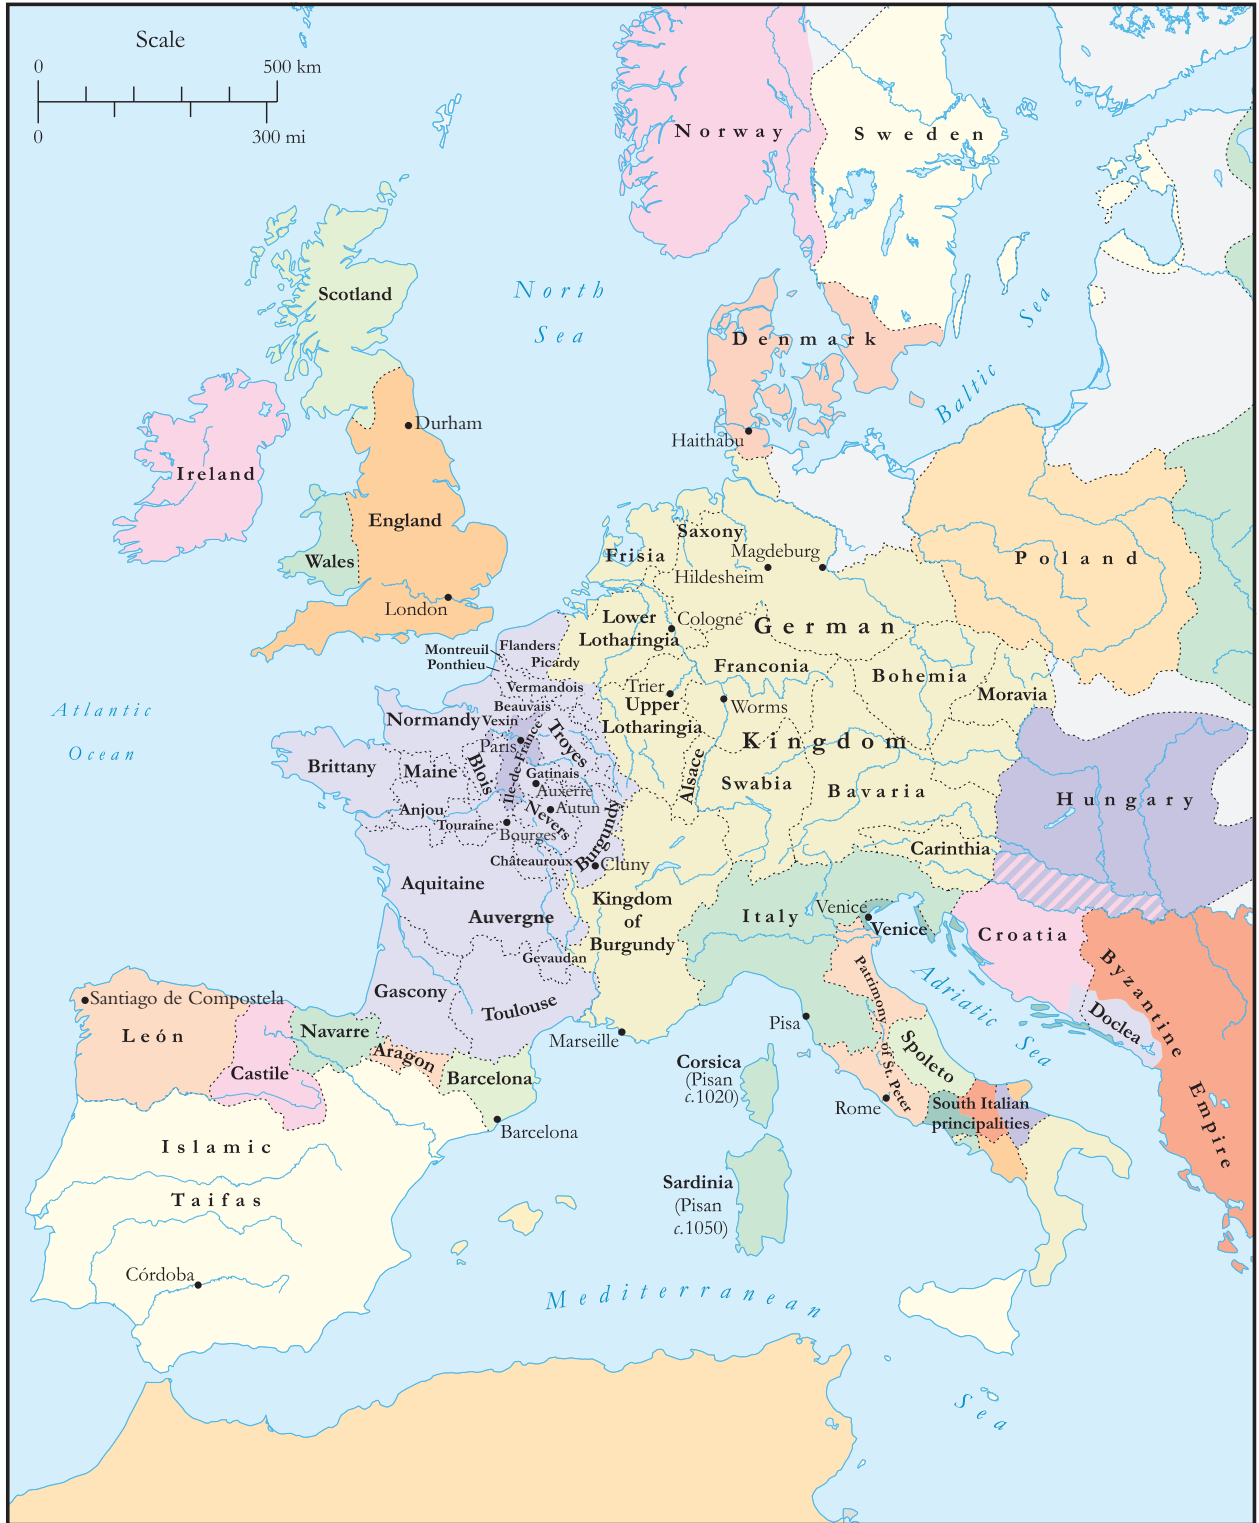 Scale
0
500 km
0
300 mi
Norway
Sweden
Scotland
North
Sea
Baltic
Sea
Denmark
Durham
Haithabu
Ireland
England
Wales
London
Saxony
Frisia
Magdeburg
Hildesheim
Poland
Lower
Lotharingia
Cologne
German
Kingdom
Flanders
Montreuil
Ponthieu
Picardy
Franconia
Bohemia
Moravia
Vermandois
Trier
Upper
Lotharingia
Worms
Atlantic
Ocean
Normandy
Beauvais
Vexin
Paris
Île-de-France
Troyes
Brittany
Maine
Blois
Gatinais
Auxerre
Alsace
Swabia
Bavaria
Hungary
Anjou
Touraine
Autun
Nevers
Bourges
Burgundy
Châteauroux
Cluny
Carinthia
Aquitaine
Auvergne
Kingdom
of
Burgundy
Italy
Venice
Venice
Croatia
Gevaudan
Gascony
Toulouse
Santiago de Compostela
León
Navarre
Castile
Aragon
Barcelona
Barcelona
Marseille
Pisa
Patrimony
of St. Peter
Spoleto
Adriatic
Sea
Doclea
Byzantine
Empire
Corsica
(Pisan
c.1020)
Rome
South Italian
principalities
Islamic
Taifas
Sardinia
(Pisan
c.1050)
Córdoba
Mediterranean
Sea